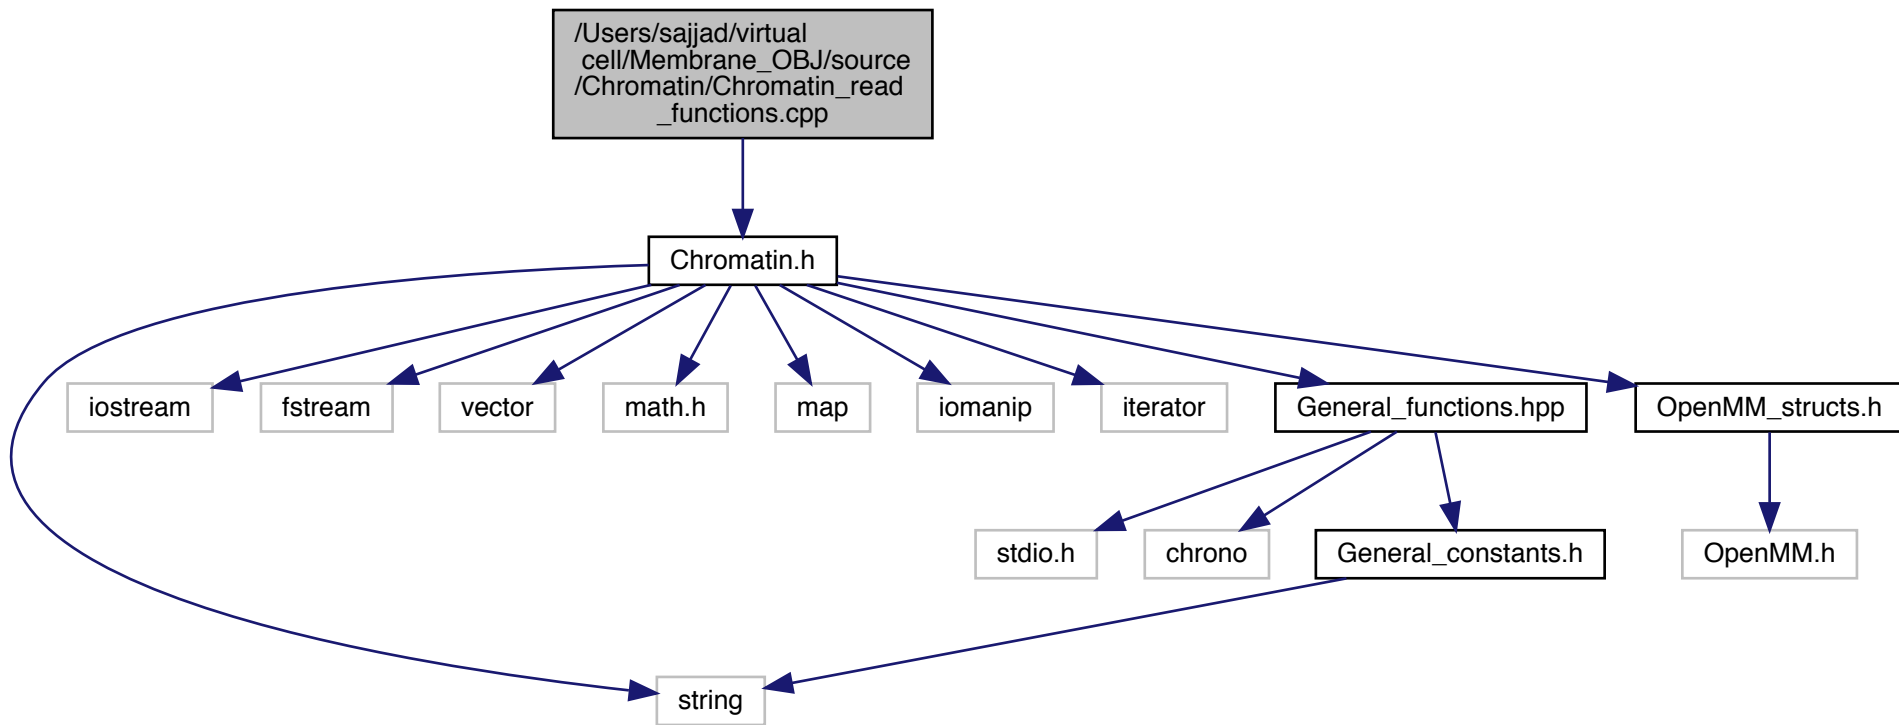 /Users/sajjad/virtual
cell/Membrane_OBJ/source
/Chromatin/Chromatin_read
_functions.cpp
Chromatin.h
iostream
fstream
vector
math.h
map
iomanip
iterator
General_functions.hpp
OpenMM_structs.h
stdio.h
chrono
General_constants.h
OpenMM.h
string